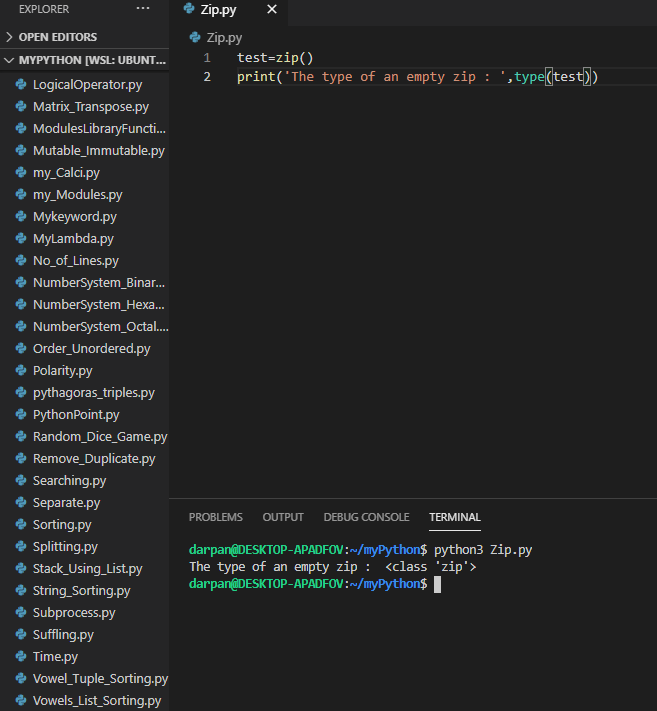 EXPLORER ···
OPEN EDITORS
MYPYTHON [WSL: UBUNT...
LogicalOperator.py
Matrix_Transpose.py
ModulesLibraryFuncti...
Mutable_Immutable.py
my_Calci.py
my_Modules.py
Mykeyword.py
MyLambda.py
No_of_Lines.py
NumberSystem_Binar...
NumberSystem_Hexa...
NumberSystem_Octal....
Order_Unordered.py
Polarity.py
pythagoras_triples.py
PythonPoint.py
Random_Dice_Game.py
Remove_Duplicate.py
Searching.py
Separate.py
Sorting.py
Splitting.py
Stack_Using_List.py
String_Sorting.py
Subprocess.py
Suffling.py
Time.py
Vowel_Tuple_Sorting.py
Vowels_List_Sorting.py
Zip.py
Zip.py
1 test=zip()
2 print('The type of an empty zip : ',type(test))
PROBLEMS OUTPUT DEBUG CONSOLE TERMINAL
darpan@DESKTOP-APADFOV:~/myPython$ python3 Zip.py
The type of an empty zip :  <class 'zip'>
darpan@DESKTOP-APADFOV:~/myPython$